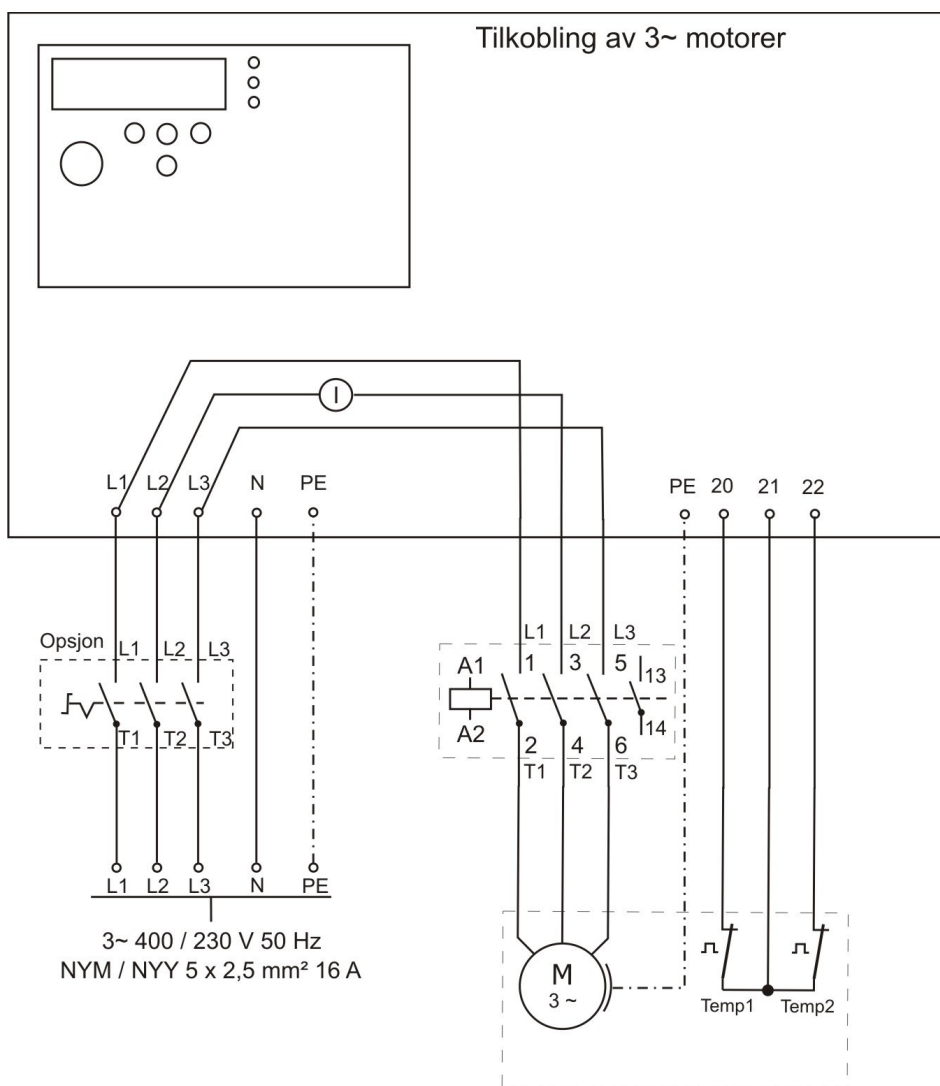 Tilkobling av 3~ motorer
I
L1 L2 L3 N PE
PE 20 21 22
Opsjon
L1 L2 L3
T1 T2 T3
L1 L2 L3
A1 1 3 5 13
A2 2 4 6 14
T1 T2 T3
L1 L2 L3 N PE
3~ 400 / 230 V 50 Hz
NYM / NYY 5 x 2,5 mm² 16 A
M
3 ~
Temp1 Temp2